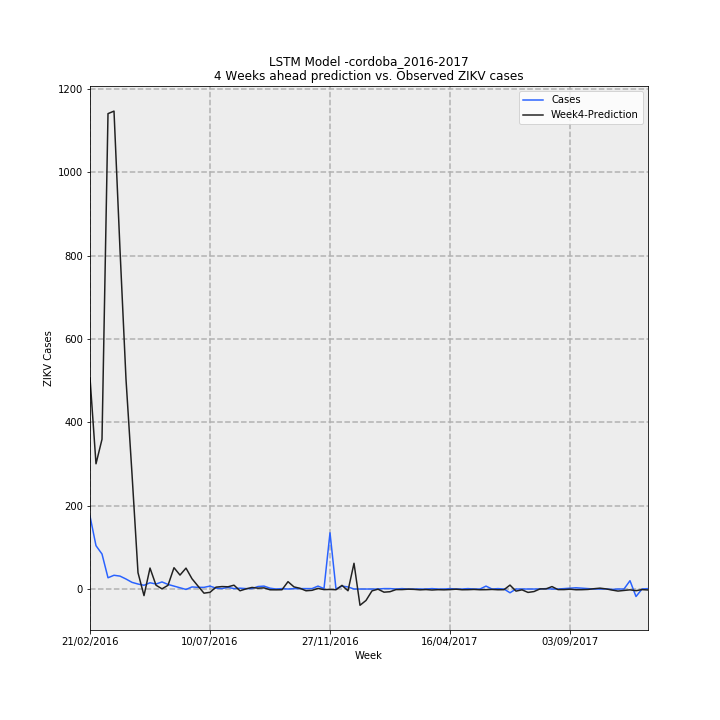 LSTM Model -cordoba_2016-2017
4 Weeks ahead prediction vs. Observed ZIKV cases
Cases
Week4-Prediction
1200
1000
800
600
400
200
0
ZIKV Cases
21/02/2016 10/07/2016 27/11/2016 16/04/2017 03/09/2017
Week